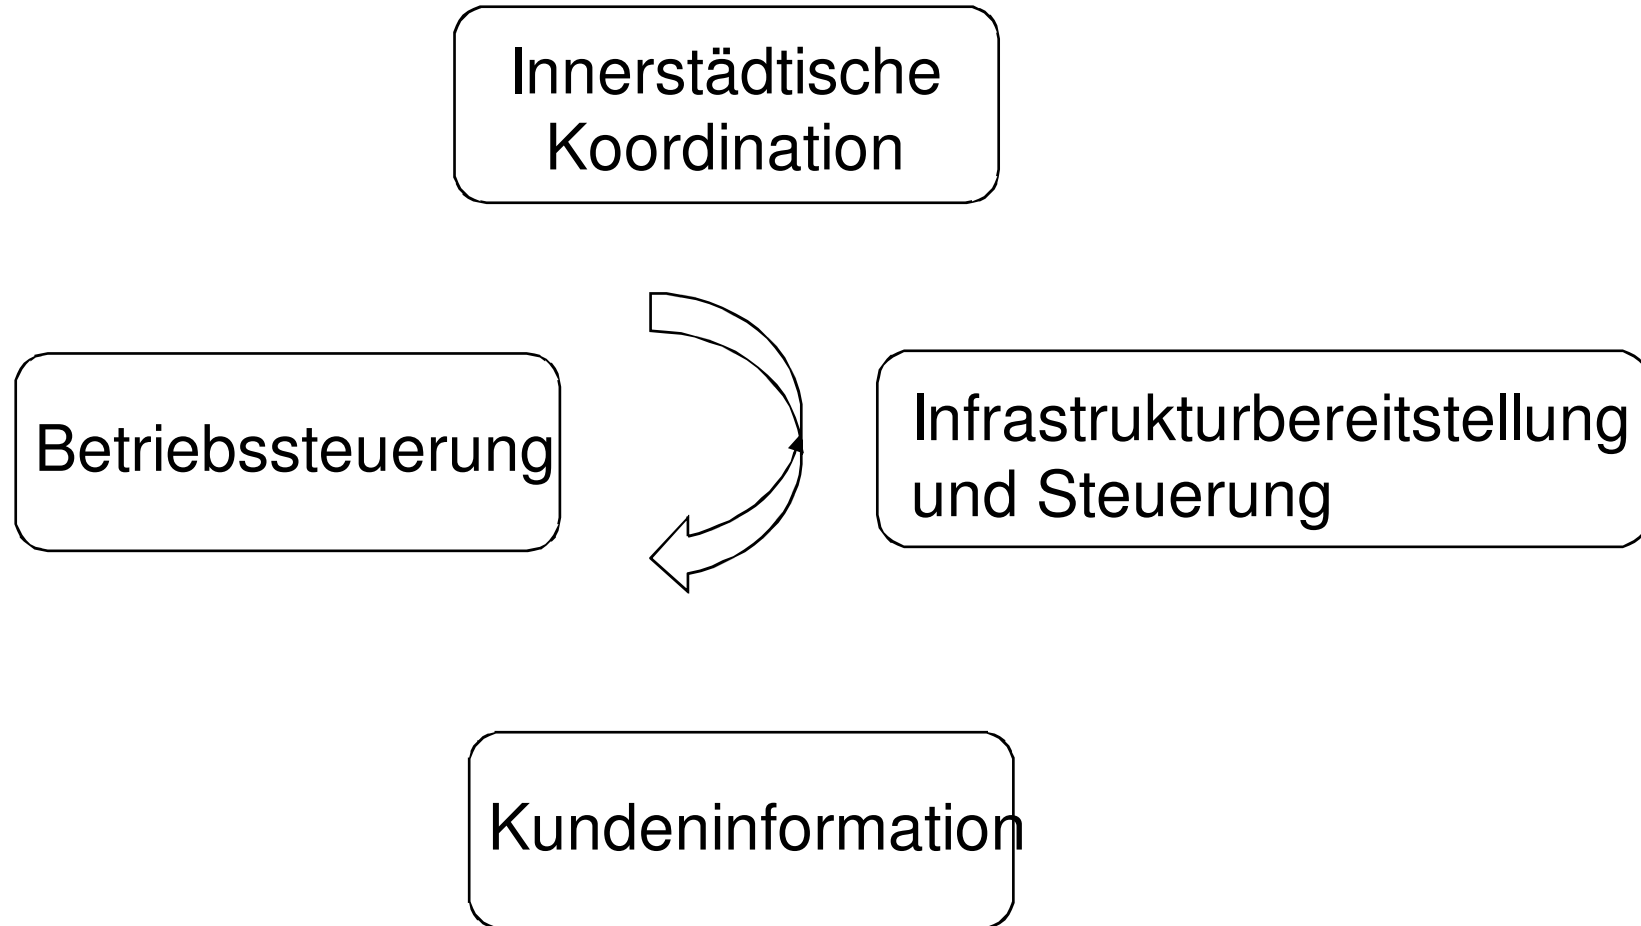 Innerstädtische
Koordination
Betriebssteuerung
Infrastrukturbereitstellung
und Steuerung
Kundeninformation